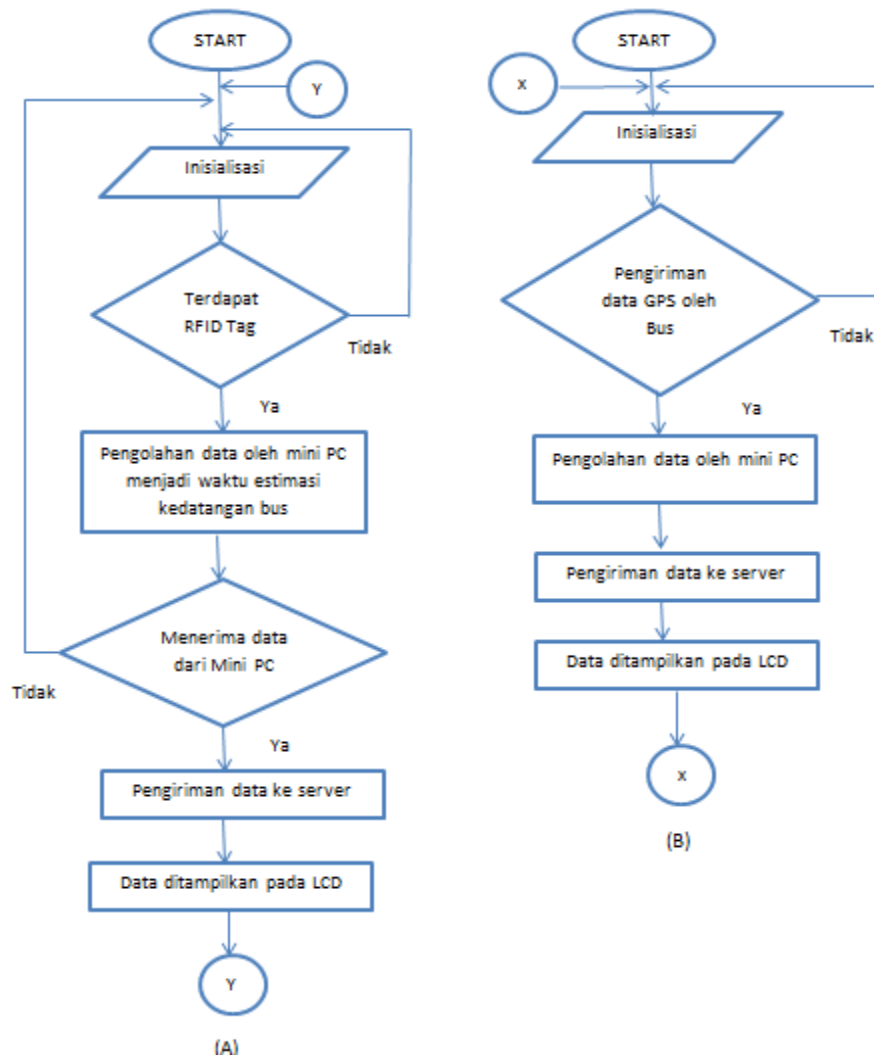 START
Y
Inisialisasi
Terdapat
RFID Tag
Tidak
Ya
Pengolahan data oleh mini PC
menjadi waktu estimasi
kedatangan bus
Menerima data
dari Mini PC
Tidak
Ya
Pengiriman data ke server
Data ditampilkan pada LCD
Y
(A)
START
x
Inisialisasi
Pengiriman
data GPS oleh
Bus
Tidak
Ya
Pengolahan data oleh mini PC
Pengiriman data ke server
Data ditampilkan pada LCD
x
(B)